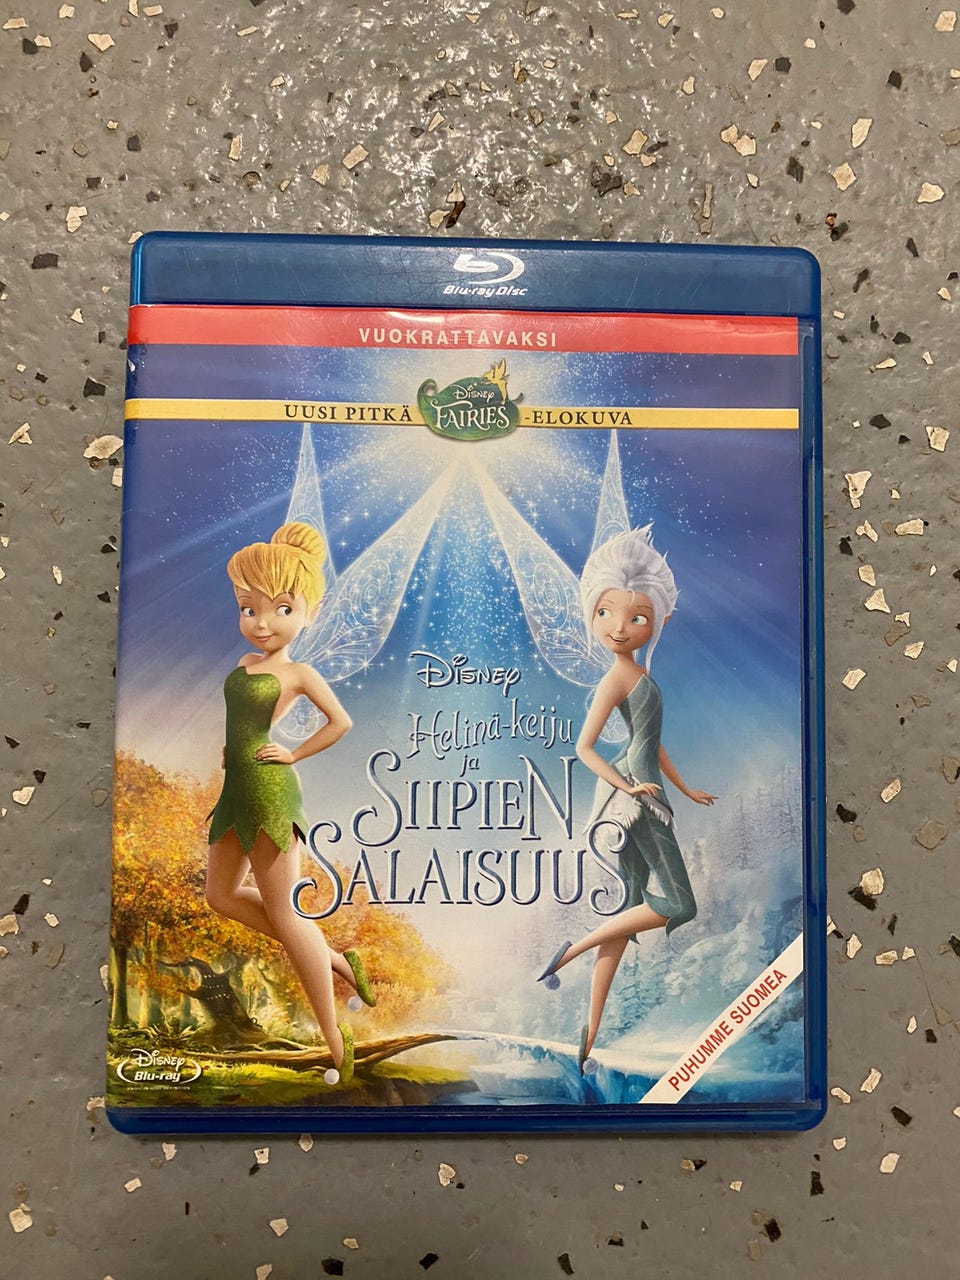 Blu-ray Disc
VUOKRATTAVAKSI
UUSI PITKÄ DISNEY FAIRIES -ELOKUVA
DISNEY
Helinä-keiju
ja
SIIPIEN
SALAISUUS
PUHUMME SUOMEA
DISNEY
Blu-ray